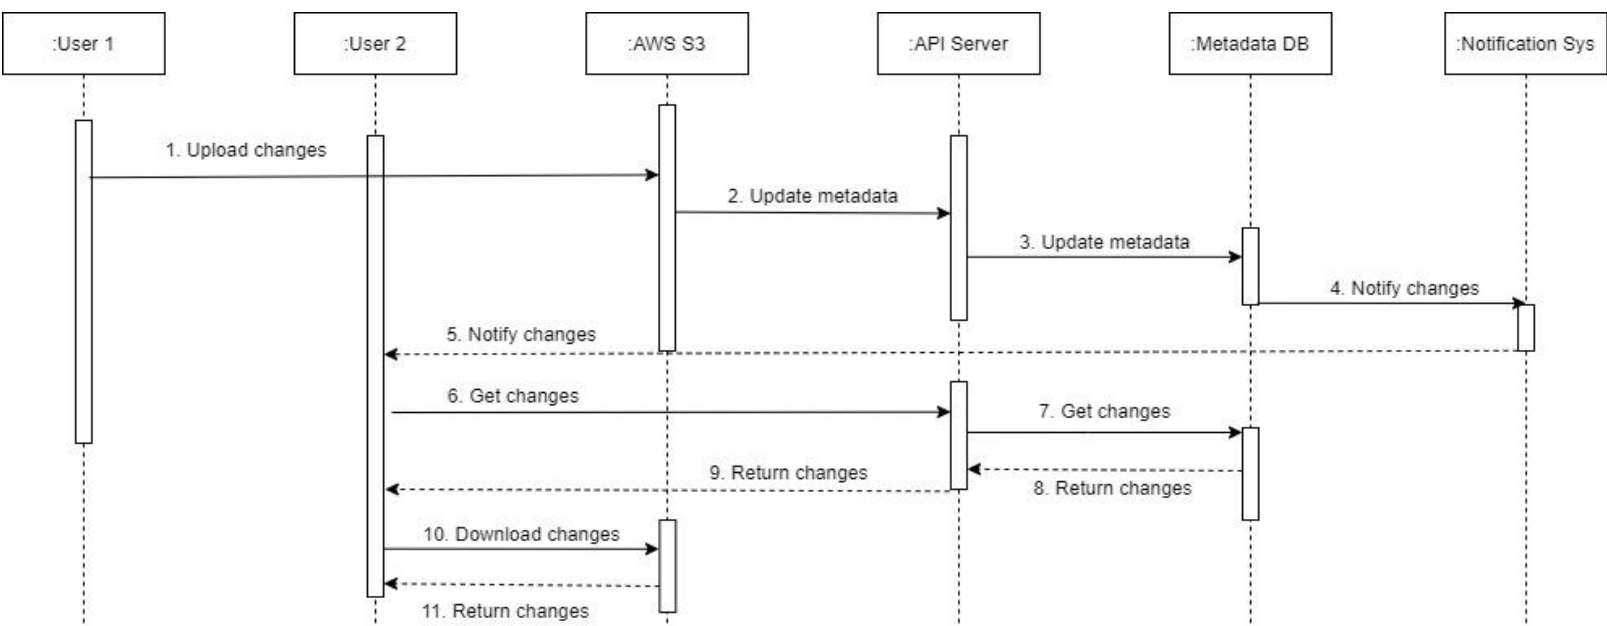 :User 1
:User 2
:AWS S3
:API Server
:Metadata DB
:Notification Sys
1. Upload changes
2. Update metadata
3. Update metadata
4. Notify changes
5. Notify changes
6. Get changes
7. Get changes
9. Return changes
8. Return changes
10. Download changes
11. Return changes